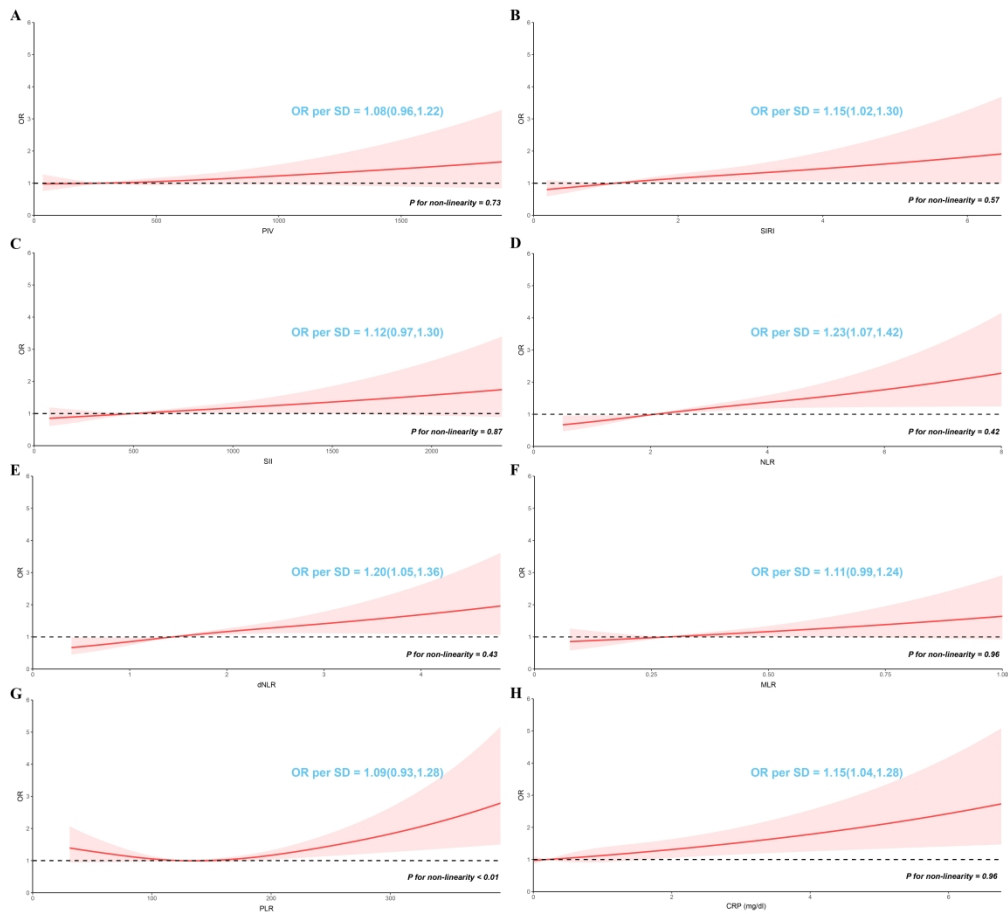 A
6
5
4
3
2
1
0
OR
OR per SD = 1.08(0.96,1.22)
P for non-linearity = 0.73
0 500 1000 1500
PIV
B
6
5
4
3
2
1
0
OR
OR per SD = 1.15(1.02,1.30)
P for non-linearity = 0.57
2 4 6
SIRI
C
6
5
4
3
2
1
0
OR
OR per SD = 1.12(0.97,1.30)
P for non-linearity = 0.87
0 500 1000 1500 2000
SII
D
6
5
4
3
2
1
0
OR
OR per SD = 1.23(1.07,1.42)
P for non-linearity = 0.42
0 2 4 6 8
NLR
E
6
5
4
3
2
1
0
OR
OR per SD = 1.20(1.05,1.36)
P for non-linearity = 0.43
1 2 3 4
dNLR
F
6
5
4
3
2
1
0
OR
OR per SD = 1.11(0.99,1.24)
P for non-linearity = 0.96
0.25 0.50 0.75 1.00
MLR
G
6
5
4
3
2
1
0
OR
OR per SD = 1.09(0.93,1.28)
P for non-linearity < 0.01
100 200 300
PLR
H
6
5
4
3
2
1
0
OR
OR per SD = 1.15(1.04,1.28)
P for non-linearity = 0.96
0 2 4 6
CRP (mg/dl)